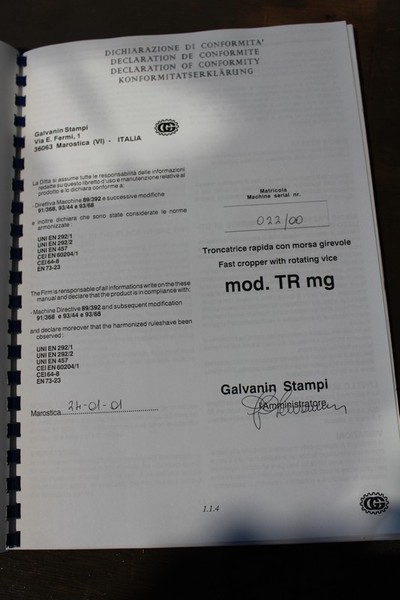 DICHIARAZIONE DI CONFORMITA'
DECLARATION DE CONFORMITE
DECLARATION OF CONFORMITY
KONFORMITATSERKLÄRUNG
Galvanin Stampi
Via E. Fermi, 1
36063 Marostica (VI) - ITALIA
La Ditta si assume tutte le responsabilità delle informazioni
redatte su questo libretto d'uso e manutenzione relative al
prodotto e lo dichiara conforme a:
- Direttiva Macchine 89/392 e successive modifiche
91/368, 93/44 e 93/68
e inoltre dichiara che sono state considerate le norme
armonizzate:
UNI EN 292/1
UNI EN 292/2
UNI EN 457
CEI EN 60204/1
CEI 64-8
EN 73-23
The Firm is rensponsable of all informations write on the these
manual and declare that the product is in compliance with:
- Machine Directive 89/392 and subsequent modification
91/368 e 93/44 e 93/68
and declare moreover that the harmonized ruleshave been
observed :
UNI EN 292/1
UNI EN 292/2
UNI EN 457
CEI EN 60204/1
CEI 64-8
EN 73-23
Marostica 24-01-01
Matricola
Machine serial nr.
022/00
Troncatrice rapida con morsa girevole
Fast cropper with rotating vice
mod. TR mg
Galvanin Stampi
l'Amministratore
1.1.4